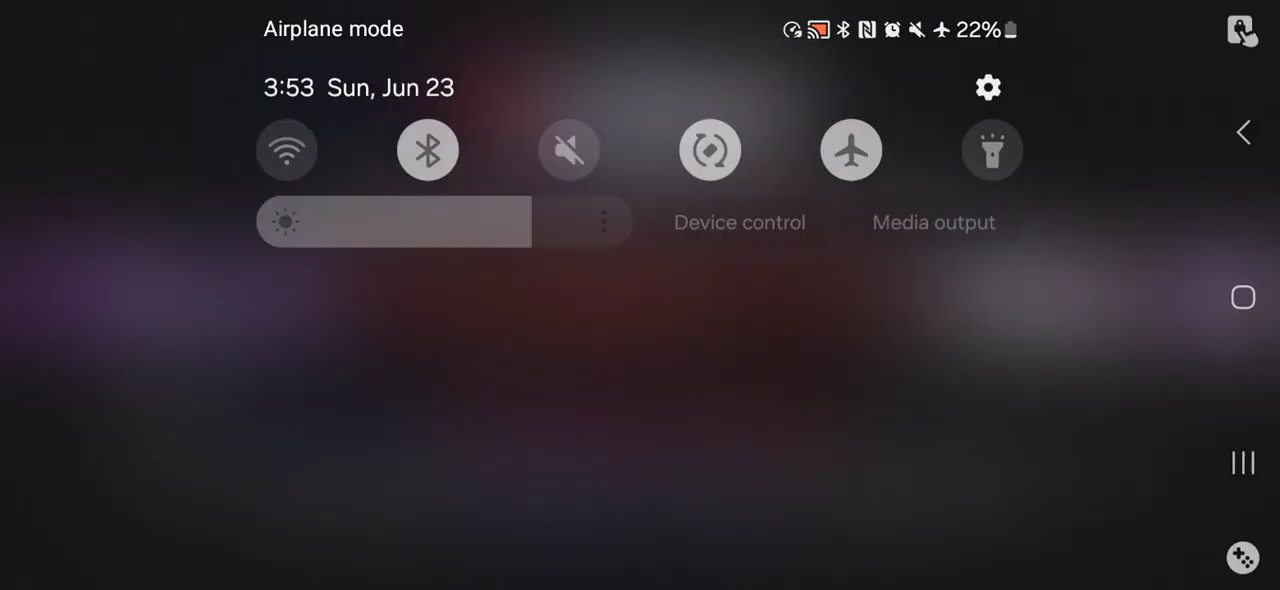 Airplane mode
22%
3:53 Sun, Jun 23
Device control
Media output